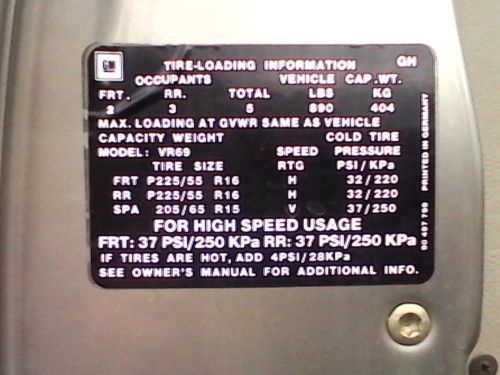 GM TIRE-LOADING INFORMATION GH
OCCUPANTS VEHICLE CAP.WT.
FRT. RR. TOTAL LBS KG
2 3 5 890 404
MAX. LOADING AT GVWR SAME AS VEHICLE
CAPACITY WEIGHT COLD TIRE
MODEL: VR69 SPEED PRESSURE
TIRE SIZE RTG PSI/KPa
FRT P225/55 R16 H 32/220
RR P225/55 R16 H 32/220
SPA 205/65 R15 V 37/250
FOR HIGH SPEED USAGE
FRT: 37 PSI/250 KPa RR: 37 PSI/250 KPa
IF TIRES ARE HOT, ADD 4PSI/28KPa
SEE OWNER'S MANUAL FOR ADDITIONAL INFO.
90 497 799 PRINTED IN GERMANY